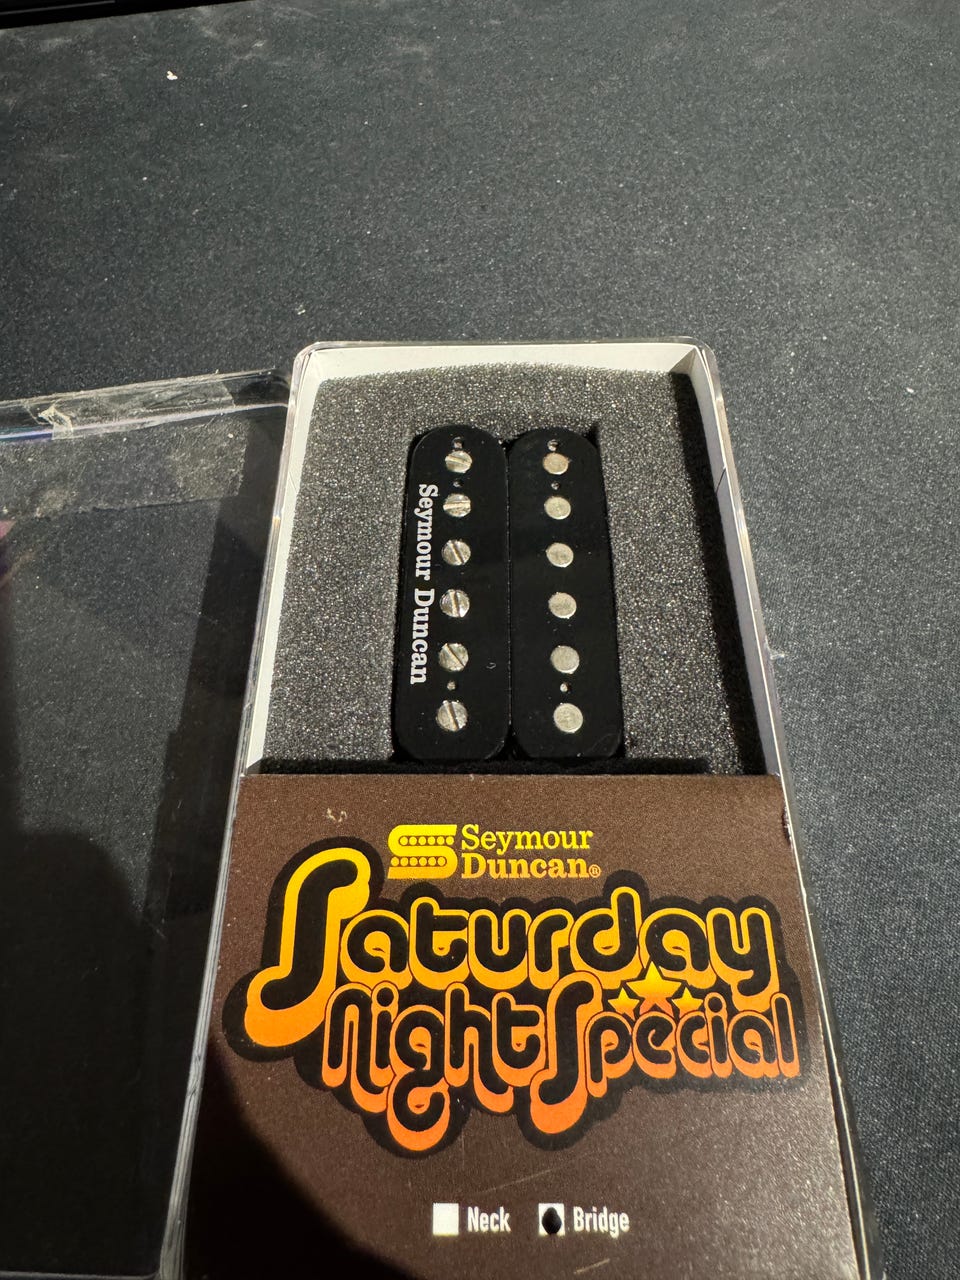 Seymour Duncan
Seymour
Duncan®
Saturday
Night Special
Neck Bridge